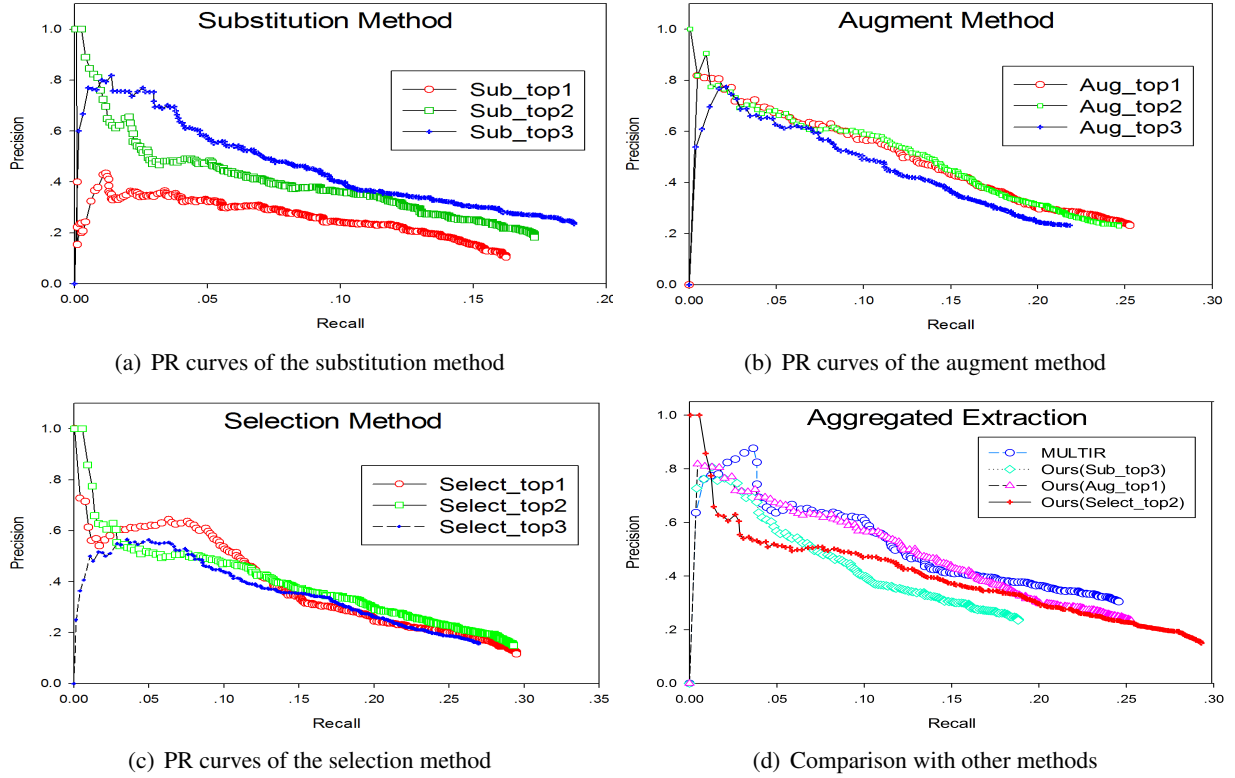 Substitution Method
1.0
.8
.6
.4
.2
0.0
Precision
Sub_top1
Sub_top2
Sub_top3
0.00 .05 .10 .15 .20
Recall
(a) PR curves of the substitution method
Augment Method
1.0
.8
.6
.4
.2
0.0
Precision
Aug_top1
Aug_top2
Aug_top3
0.00 .05 .10 .15 .20 .25 .30
Recall
(b) PR curves of the augment method
Selection Method
1.0
.8
.6
.4
.2
0.0
Precision
Select_top1
Select_top2
Select_top3
0.00 .05 .10 .15 .20 .25 .30 .35
Recall
(c) PR curves of the selection method
Aggregated Extraction
1.0
.8
.6
.4
.2
0.0
Precision
MULTIR
Ours(Sub_top3)
Ours(Aug_top1)
Ours(Select_top2)
0.00 .05 .10 .15 .20 .25 .30
Recall
(d) Comparison with other methods